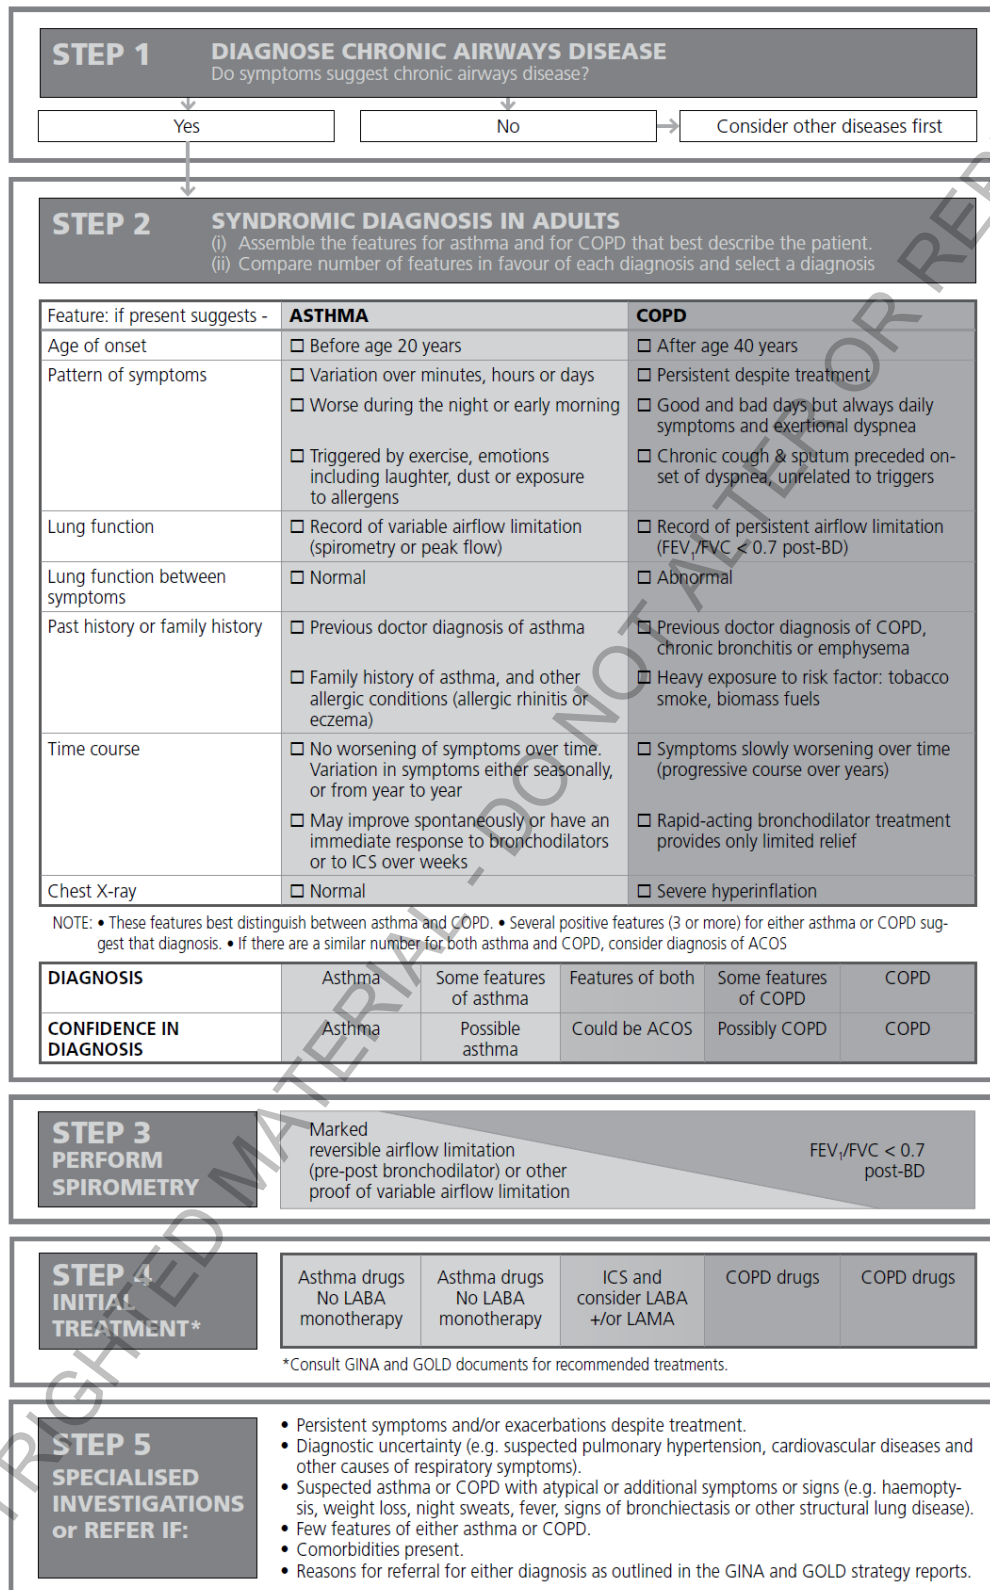 STEP 1
DIAGNOSE CHRONIC AIRWAYS DISEASE
Do symptoms suggest chronic airways disease?
Yes
No
Consider other diseases first
STEP 2
SYNDROMIC DIAGNOSIS IN ADULTS
(i) Assemble the features for asthma and for COPD that best describe the patient.
(ii) Compare number of features in favour of each diagnosis and select a diagnosis
Feature: if present suggests - ASTHMA COPD
Age of onset
☐ Before age 20 years
☐ After age 40 years
Pattern of symptoms
☐ Variation over minutes, hours or days
☐ Persistent despite treatment
☐ Worse during the night or early morning
☐ Good and bad days but always daily
symptoms and exertional dyspnea
☐ Triggered by exercise, emotions
including laughter, dust or exposure
to allergens
☐ Chronic cough & sputum preceded on-
set of dyspnea, unrelated to triggers
Lung function
☐ Record of variable airflow limitation
(spirometry or peak flow)
☐ Record of persistent airflow limitation
(FEV₁/FVC < 0.7 post-BD)
Lung function between
symptoms
☐ Normal
☐ Abnormal
Past history or family history
☐ Previous doctor diagnosis of asthma
☐ Previous doctor diagnosis of COPD,
chronic bronchitis or emphysema
☐ Family history of asthma, and other
allergic conditions (allergic rhinitis or
eczema)
☐ Heavy exposure to risk factor: tobacco
smoke, biomass fuels
Time course
☐ No worsening of symptoms over time.
Variation in symptoms either seasonally,
or from year to year
☐ Symptoms slowly worsening over time
(progressive course over years)
☐ May improve spontaneously or have an
immediate response to bronchodilators
or to ICS over weeks
☐ Rapid-acting bronchodilator treatment
provides only limited relief
Chest X-ray
☐ Normal
☐ Severe hyperinflation
NOTE: • These features best distinguish between asthma and COPD. • Several positive features (3 or more) for either asthma or COPD sug-
gest that diagnosis. • If there are a similar number for both asthma and COPD, consider diagnosis of ACOS
DIAGNOSIS
Asthma
Some features
of asthma
Features of both
Some features
of COPD
COPD
CONFIDENCE IN
DIAGNOSIS
Asthma
Possible
asthma
Could be ACOS
Possibly COPD
COPD
STEP 3
PERFORM
SPIROMETRY
Marked
reversible airflow limitation
(pre-post bronchodilator) or other
proof of variable airflow limitation
FEV₁/FVC < 0.7
post-BD
STEP 4
INITIAL
TREATMENT*
Asthma drugs
No LABA
monotherapy
Asthma drugs
No LABA
monotherapy
ICS and
consider LABA
+/or LAMA
COPD drugs
COPD drugs
*Consult GINA and GOLD documents for recommended treatments.
STEP 5
SPECIALISED
INVESTIGATIONS
or REFER IF:
• Persistent symptoms and/or exacerbations despite treatment.
• Diagnostic uncertainty (e.g. suspected pulmonary hypertension, cardiovascular diseases and
other causes of respiratory symptoms).
• Suspected asthma or COPD with atypical or additional symptoms or signs (e.g. haemopty-
sis, weight loss, night sweats, fever, signs of bronchiectasis or other structural lung disease).
• Few features of either asthma or COPD.
• Comorbidities present.
• Reasons for referral for either diagnosis as outlined in the GINA and GOLD strategy reports.
MATERIAL - DO NOT ALTER OR